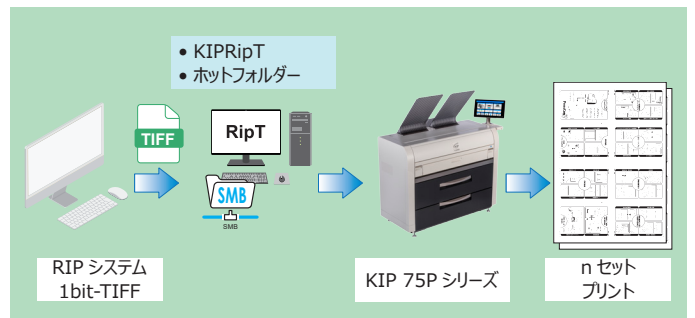 • KIPRipT
• ホットフォルダー
TIFF
RipT
SMB
SMB
RIP システム
1bit-TIFF
KIP 75P シリーズ
n セット
プリント